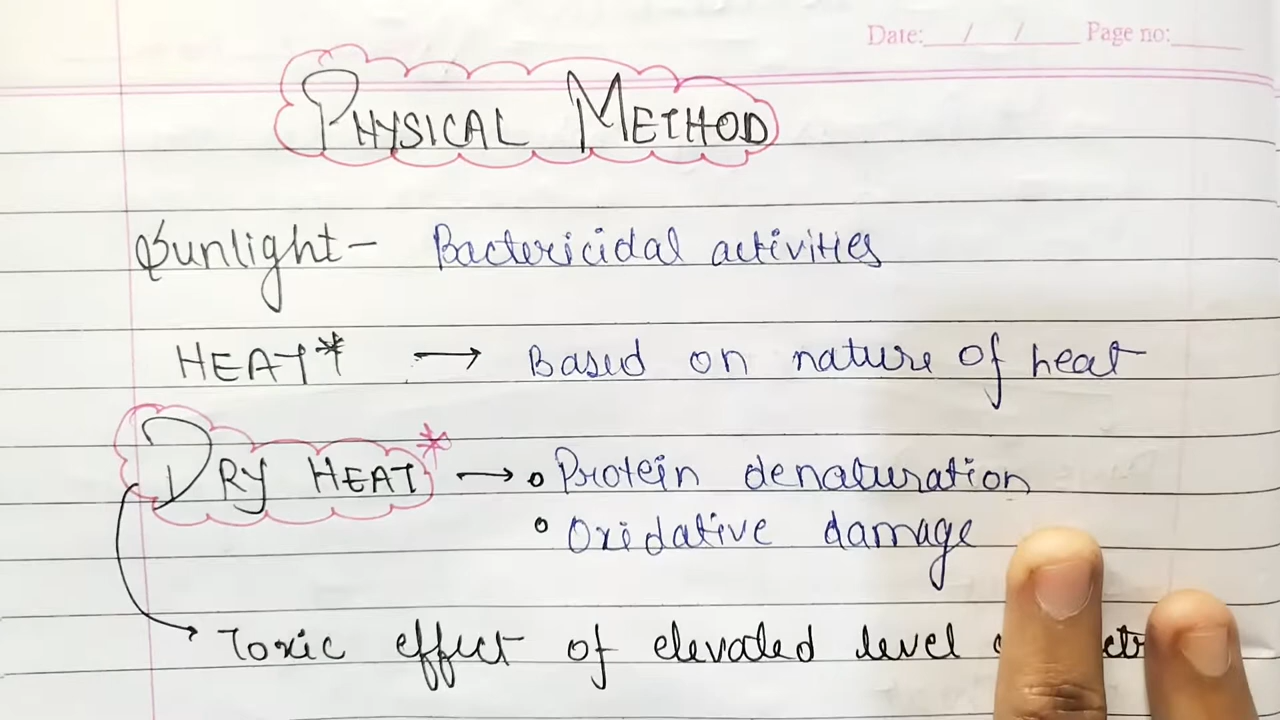 Date: / / Page no:
PHYSICAL METHOD
Sunlight- Bactericidal activities
HEAT* → Based on nature of heat
DRY HEAT* → • Protein denaturation
• Oxidative damage
→ Toxic effect of elevated level